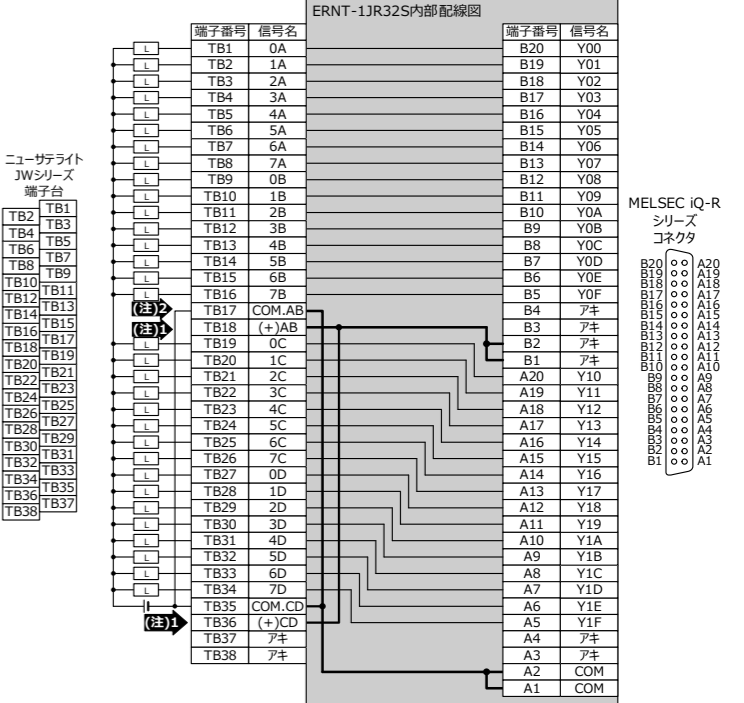 ERNT-1JR32S内部配線図
端子番号 信号名 端子番号 信号名
L TB1 0A B20 Y00
L TB2 1A B19 Y01
L TB3 2A B18 Y02
L TB4 3A B17 Y03
L TB5 4A B16 Y04
L TB6 5A B15 Y05
L TB7 6A B14 Y06
L TB8 7A B13 Y07
L TB9 0B B12 Y08
L TB10 1B B11 Y09
L TB11 2B B10 Y0A
L TB12 3B B9 Y0B
L TB13 4B B8 Y0C
L TB14 5B B7 Y0D
L TB15 6B B6 Y0E
L TB16 7B B5 Y0F
(注)2 TB17 COM.AB B4 アキ
(注)1 TB18 (+)AB B3 アキ
L TB19 0C B2 アキ
L TB20 1C B1 アキ
L TB21 2C A20 Y10
L TB22 3C A19 Y11
L TB23 4C A18 Y12
L TB24 5C A17 Y13
L TB25 6C A16 Y14
L TB26 7C A15 Y15
L TB27 0D A14 Y16
L TB28 1D A13 Y17
L TB29 2D A12 Y18
L TB30 3D A11 Y19
L TB31 4D A10 Y1A
L TB32 5D A9 Y1B
L TB33 6D A8 Y1C
L TB34 7D A7 Y1D
TB35 COM.CD A6 Y1E
(注)1 TB36 (+)CD A5 Y1F
TB37 アキ A4 アキ
TB38 アキ A3 アキ
A2 COM
A1 COM
ニューサテライト
JWシリーズ
端子台
TB1
TB2
TB3
TB4
TB5
TB6
TB7
TB8
TB9
TB10
TB11
TB12
TB13
TB14
TB15
TB16
TB17
TB18
TB19
TB20
TB21
TB22
TB23
TB24
TB25
TB26
TB27
TB28
TB29
TB30
TB31
TB32
TB33
TB34
TB35
TB36
TB37
TB38
MELSEC iQ-R
シリーズ
コネクタ
B20 A20
B19 A19
B18 A18
B17 A17
B16 A16
B15 A15
B14 A14
B13 A13
B12 A12
B11 A11
B10 A10
B9 A9
B8 A8
B7 A7
B6 A6
B5 A5
B4 A4
B3 A3
B2 A2
B1 A1